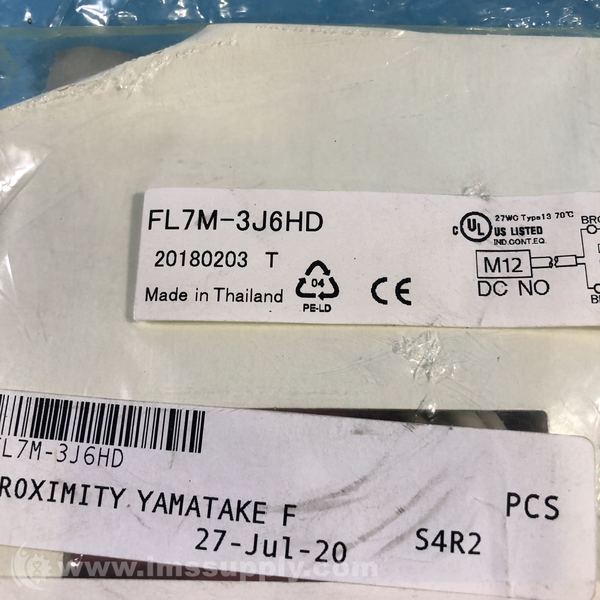 FL7M-3J6HD
20180203 T
Made in Thailand
04
PE-LD
CE
C UL US LISTED
27WC Type13 70℃
IND.CONT.EQ.
M12
DC NO
FL7M-3J6HD
ROXIMITY YAMATAKE F
PCS
27-Jul-20
S4R2
www.imssupply.com